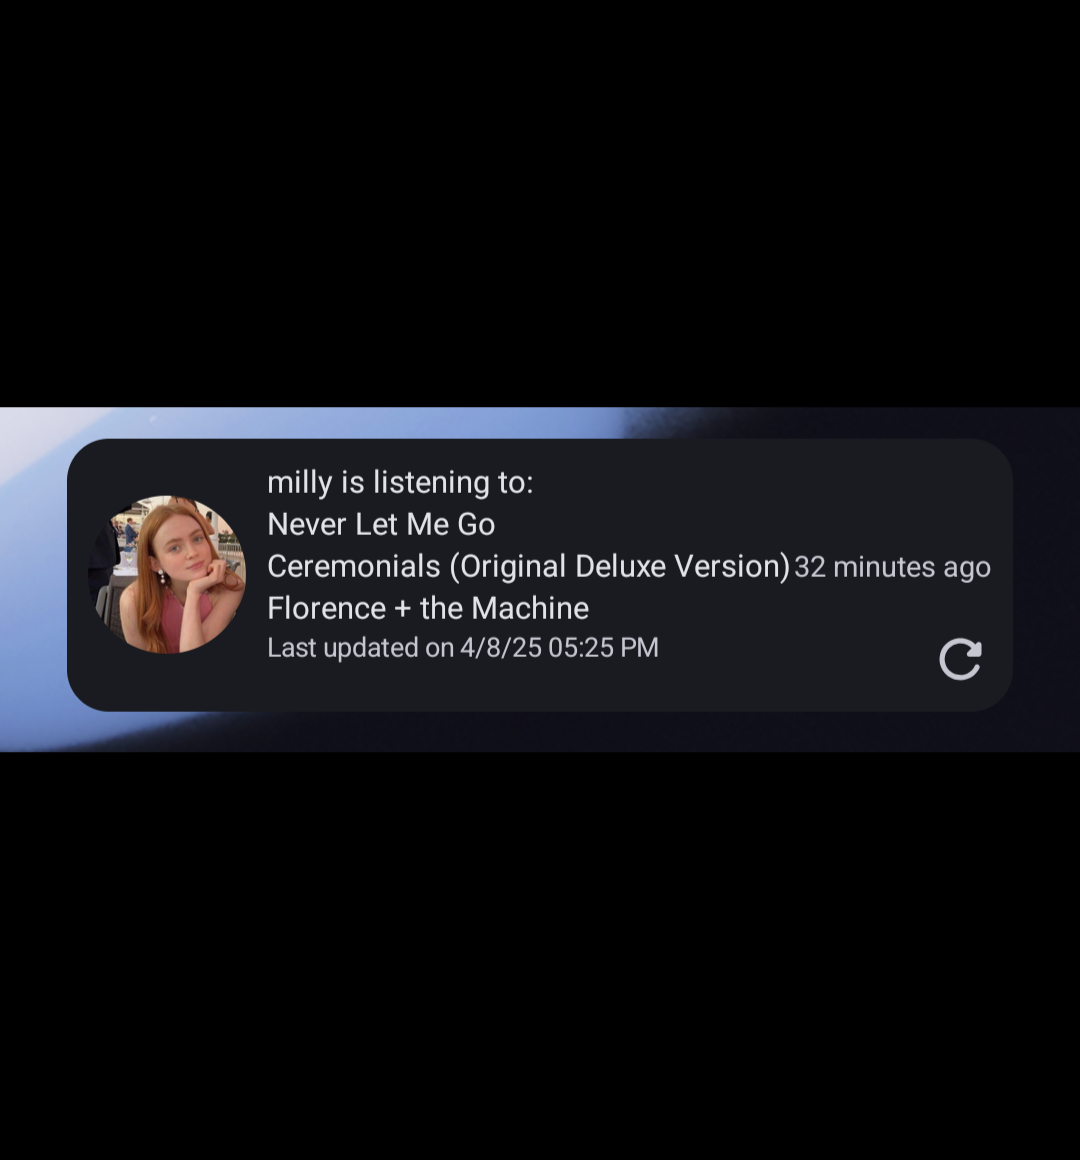 milly is listening to:
Never Let Me Go
Ceremonials (Original Deluxe Version) 32 minutes ago
Florence + the Machine
Last updated on 4/8/25 05:25 PM